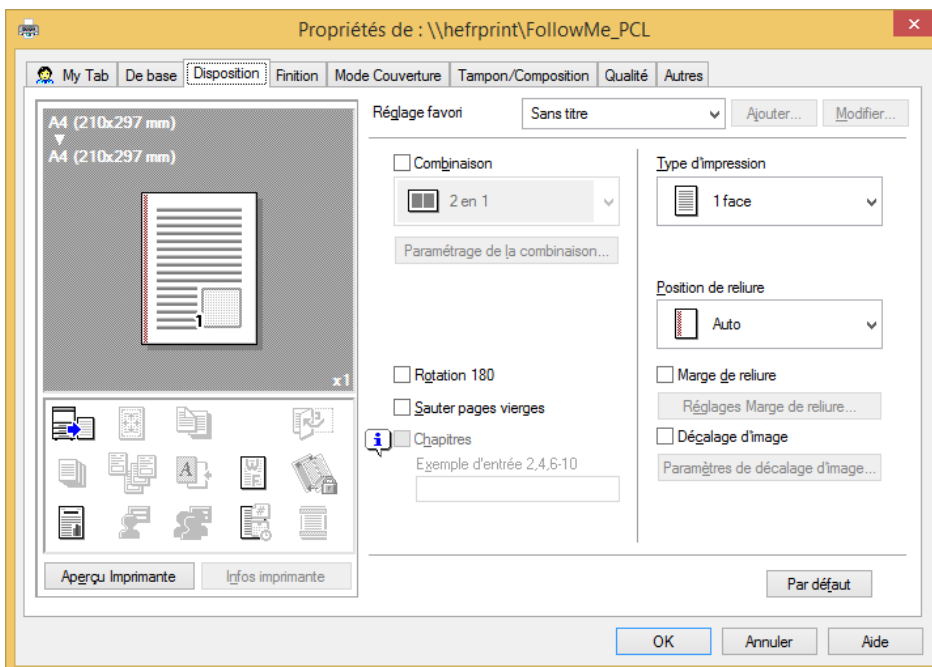 Propriétés de : \\hefrprint\FollowMe_PCL
My Tab De base Disposition Finition Mode Couverture Tampon/Composition Qualité Autres
A4 (210x297 mm)
A4 (210x297 mm)
1
x1
Aperçu Imprimante Infos imprimante
Réglage favori Sans titre Ajouter... Modifier...
Combinaison
2 en 1
Paramétrage de la combinaison...
Rotation 180
Sauter pages vierges
Chapitres
Exemple d'entrée 2,4,6-10
Type d'impression
1 face
Position de reliure
Auto
Marge de reliure
Réglages Marge de reliure...
Décalage d'image
Paramètres de décalage d'image...
Par défaut
OK Annuler Aide